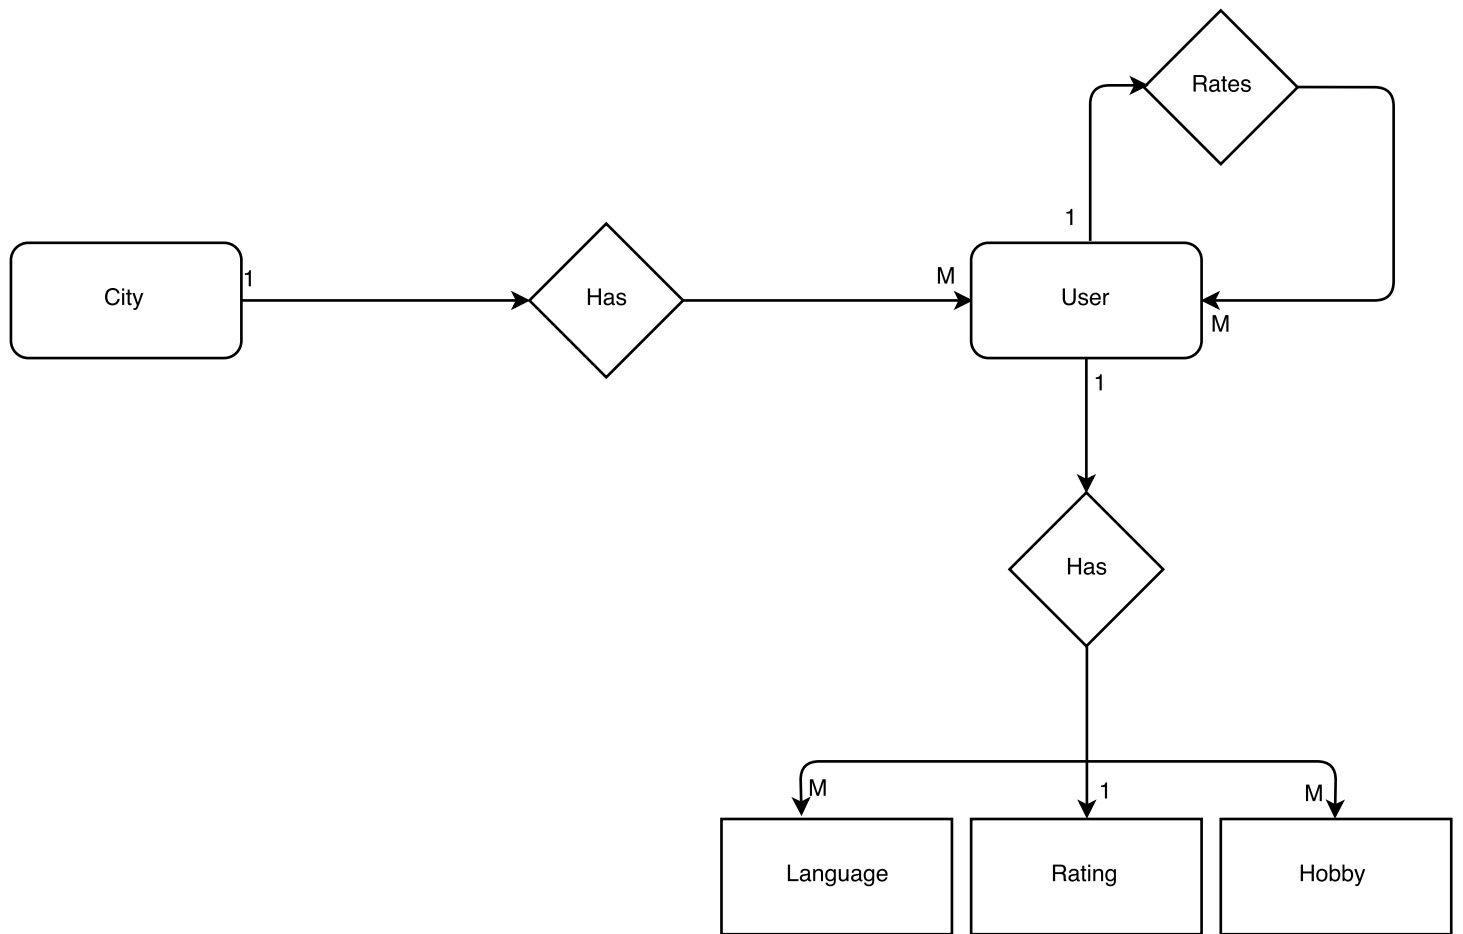 Rates
1
City
1
Has
M
User
M
1
Has
M
1
M
Language
Rating
Hobby